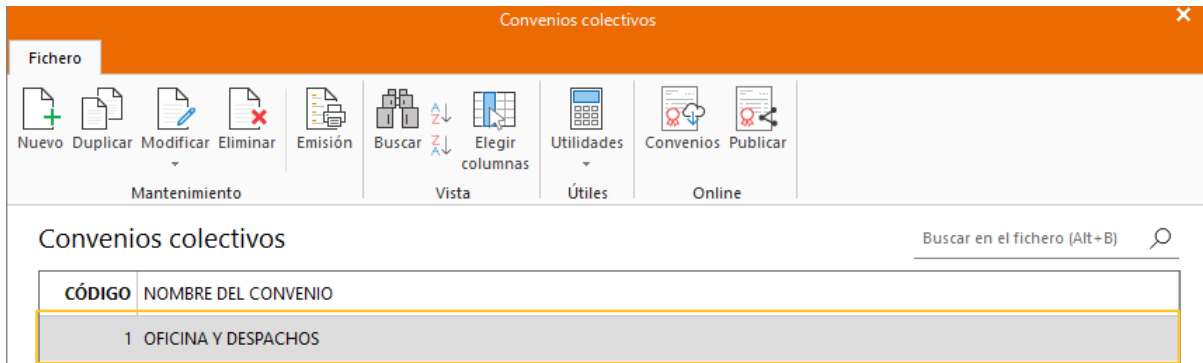 Convenios colectivos
Fichero
Nuevo Duplicar Modificar Eliminar Emisión Buscar Elegir columnas Utilidades Convenios Publicar
Mantenimiento Vista Útiles Online
Convenios colectivos Buscar en el fichero (Alt+B)
CÓDIGO NOMBRE DEL CONVENIO
1 OFICINA Y DESPACHOS